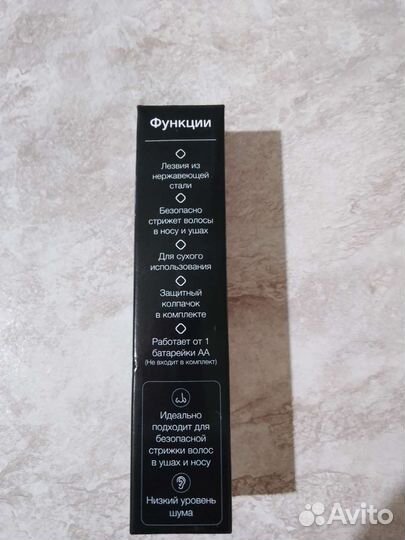 Функции
Лезвия из
нержавеющей
стали
Безопасно
стрижет волосы
в носу и ушах
Для сухого
использования
Защитный
колпачок
в комплекте
Работает от 1
батарейки АА
(Не входит в комплект)
Идеально
подходит для
безопасной
стрижки волос
в ушах и носу
Низкий уровень
шума
Avito